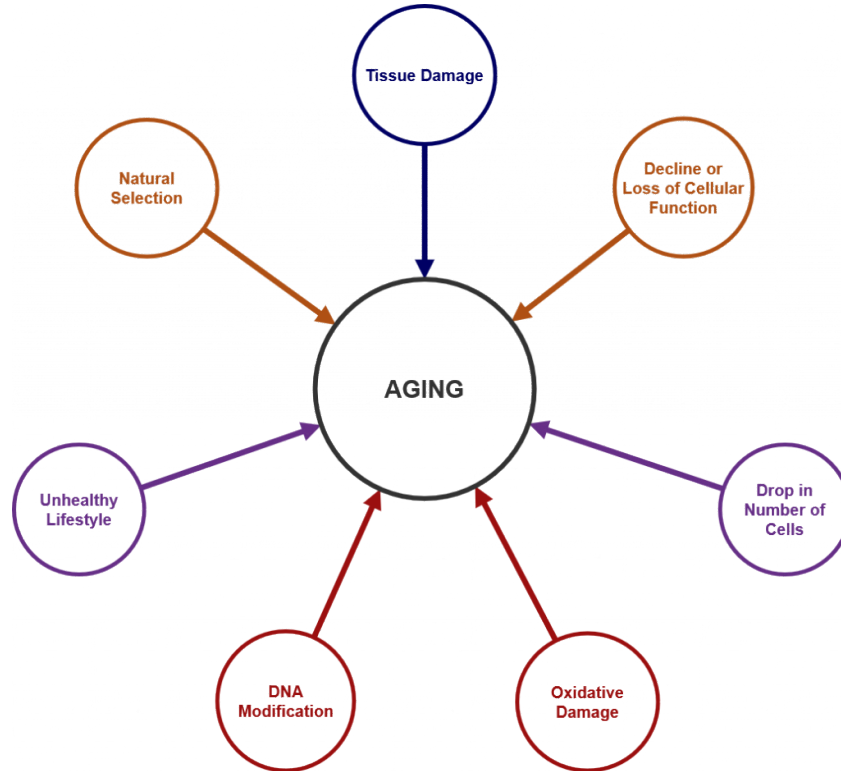 Tissue Damage
Natural
Selection
Decline or
Loss of Cellular
Function
AGING
Unhealthy
Lifestyle
Drop in
Number of
Cells
DNA
Modification
Oxidative
Damage